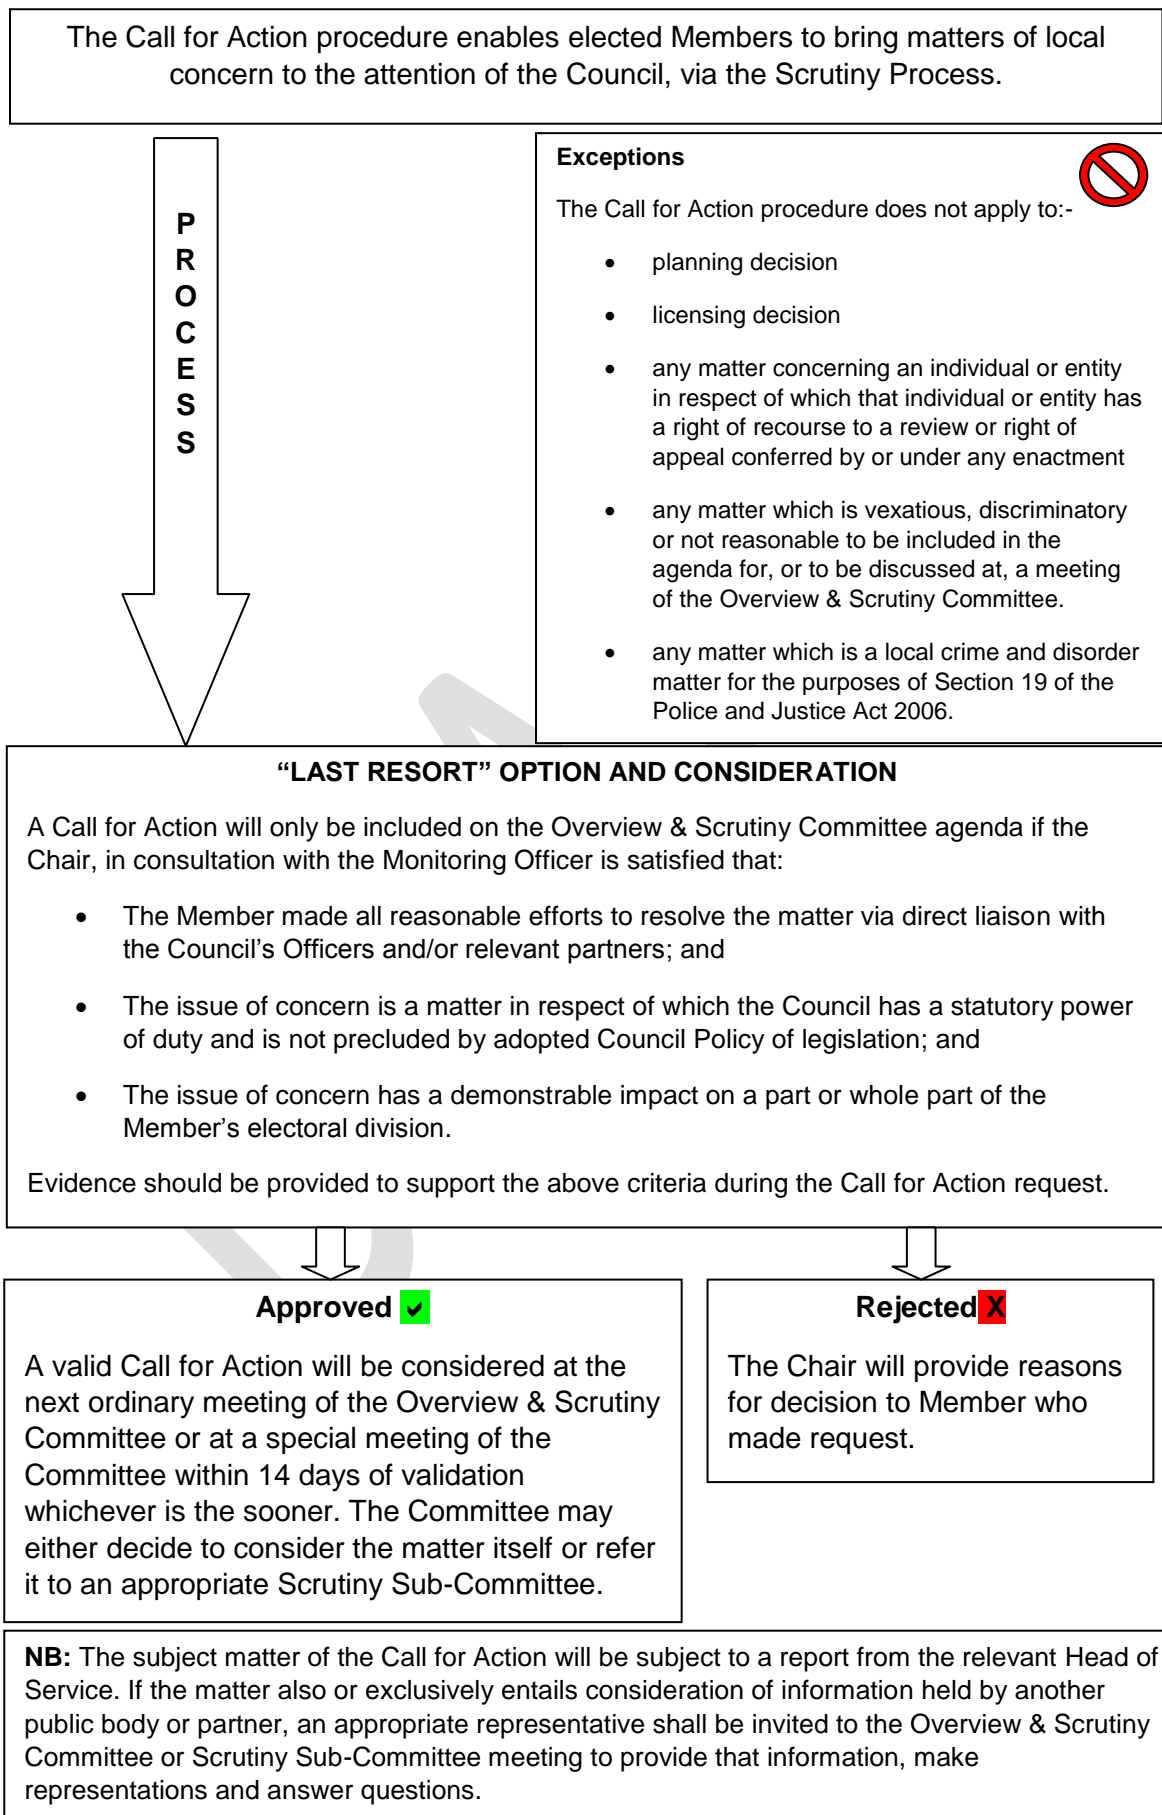 The Call for Action procedure enables elected Members to bring matters of local
concern to the attention of the Council, via the Scrutiny Process.
P
R
O
C
E
S
S
Exceptions
The Call for Action procedure does not apply to:-
• planning decision
• licensing decision
• any matter concerning an individual or entity
in respect of which that individual or entity has
a right of recourse to a review or right of
appeal conferred by or under any enactment
• any matter which is vexatious, discriminatory
or not reasonable to be included in the
agenda for, or to be discussed at, a meeting
of the Overview & Scrutiny Committee.
• any matter which is a local crime and disorder
matter for the purposes of Section 19 of the
Police and Justice Act 2006.
“LAST RESORT” OPTION AND CONSIDERATION
A Call for Action will only be included on the Overview & Scrutiny Committee agenda if the
Chair, in consultation with the Monitoring Officer is satisfied that:
• The Member made all reasonable efforts to resolve the matter via direct liaison with
the Council’s Officers and/or relevant partners; and
• The issue of concern is a matter in respect of which the Council has a statutory power
of duty and is not precluded by adopted Council Policy of legislation; and
• The issue of concern has a demonstrable impact on a part or whole part of the
Member’s electoral division.
Evidence should be provided to support the above criteria during the Call for Action request.
Approved ✔
A valid Call for Action will be considered at the
next ordinary meeting of the Overview & Scrutiny
Committee or at a special meeting of the
Committee within 14 days of validation
whichever is the sooner. The Committee may
either decide to consider the matter itself or refer
it to an appropriate Scrutiny Sub-Committee.
Rejected X
The Chair will provide reasons
for decision to Member who
made request.
NB: The subject matter of the Call for Action will be subject to a report from the relevant Head of
Service. If the matter also or exclusively entails consideration of information held by another
public body or partner, an appropriate representative shall be invited to the Overview & Scrutiny
Committee or Scrutiny Sub-Committee meeting to provide that information, make
representations and answer questions.